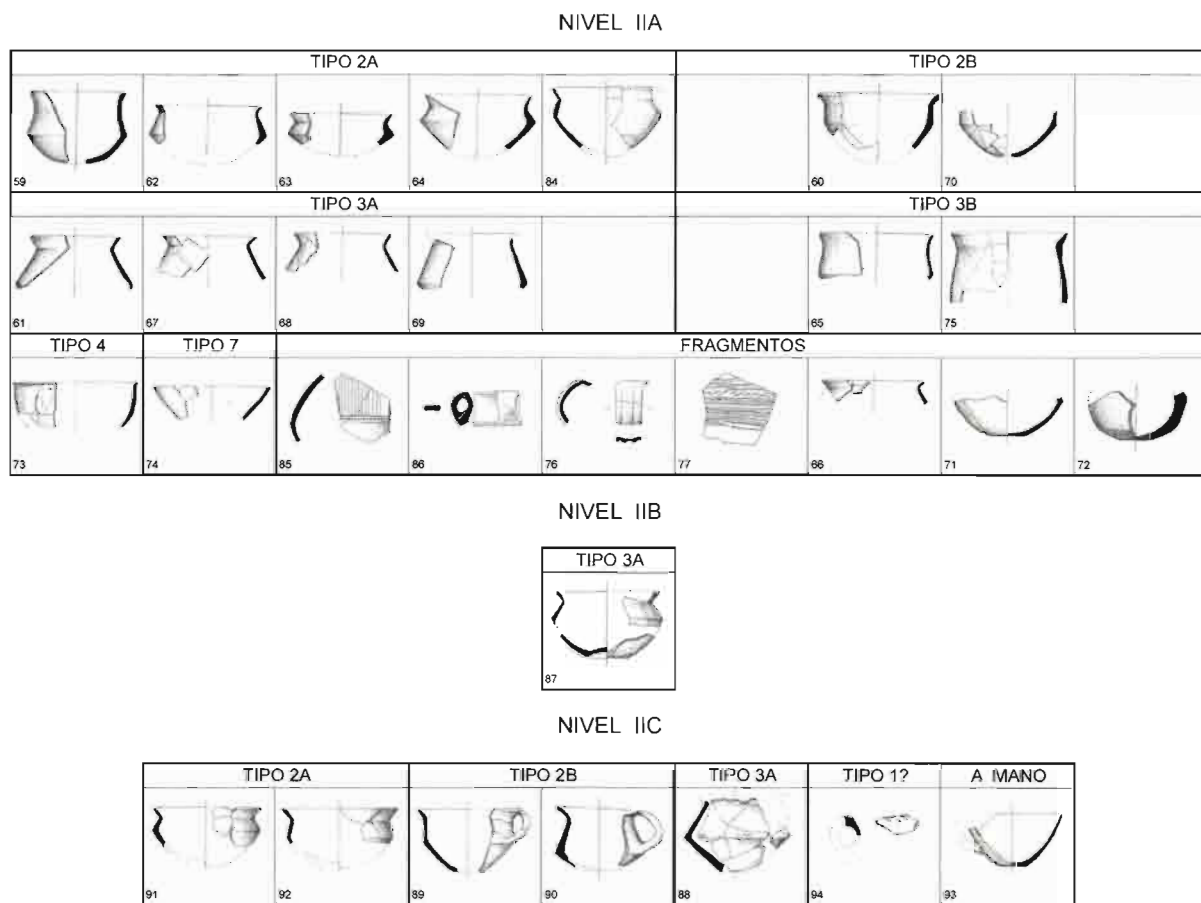 NIVEL IIA
TIPO 2A TIPO 2B
59 62 63 64 84 60 70
TIPO 3A TIPO 3B
61 67 68 69 65 75
TIPO 4 TIPO 7 FRAGMENTOS
73 74 85 86 76 77 66 71 72
NIVEL IIB
TIPO 3A
87
NIVEL IIC
TIPO 2A TIPO 2B TIPO 3A TIPO 1? A MANO
91 92 89 90 88 94 93